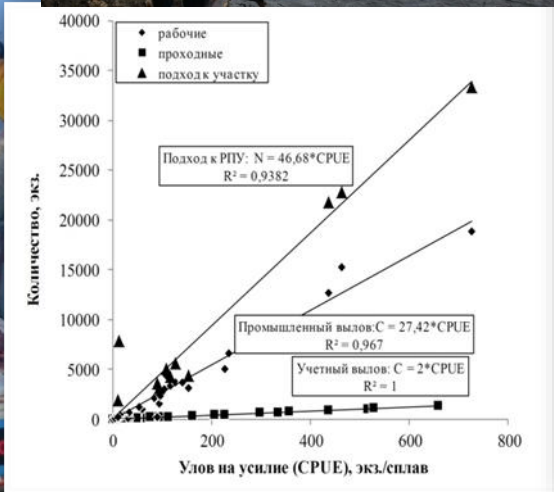 40000
35000
30000
25000
20000
15000
10000
5000
0
Количество, экз.
рабочие
проходные
подход к участку
Подход к РПУ: N = 46,68*CPUE
R² = 0,9382
Промышленный вылов:C = 27,42*CPUE
R² = 0,967
Учетный вылов: C = 2*CPUE
R² = 1
0 200 400 600 800
Улов на усилие (CPUE), экз./сплав